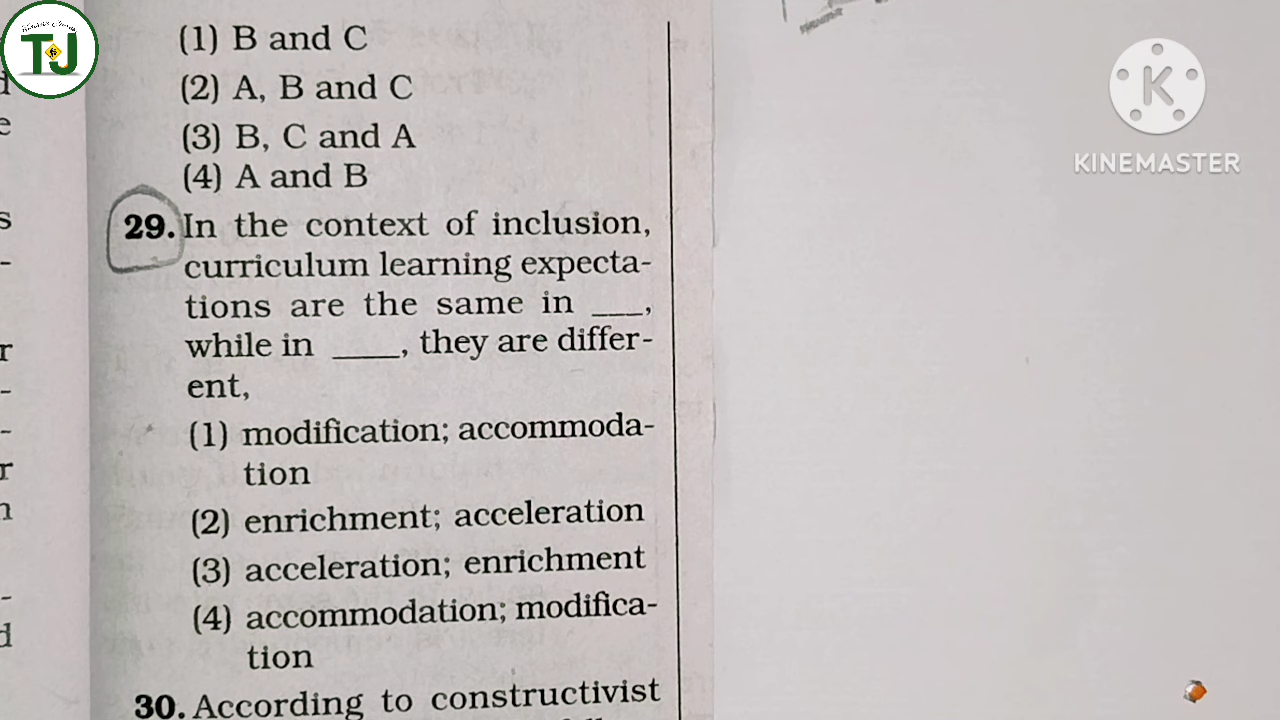 TJ
(1) B and C
(2) A, B and C
(3) B, C and A
(4) A and B
29. In the context of inclusion,
curriculum learning expecta-
tions are the same in ___,
while in ____, they are differ-
ent,
(1) modification; accommoda-
tion
(2) enrichment; acceleration
(3) acceleration; enrichment
(4) accommodation; modifica-
tion
30. According to constructivist
K
KINEMASTER